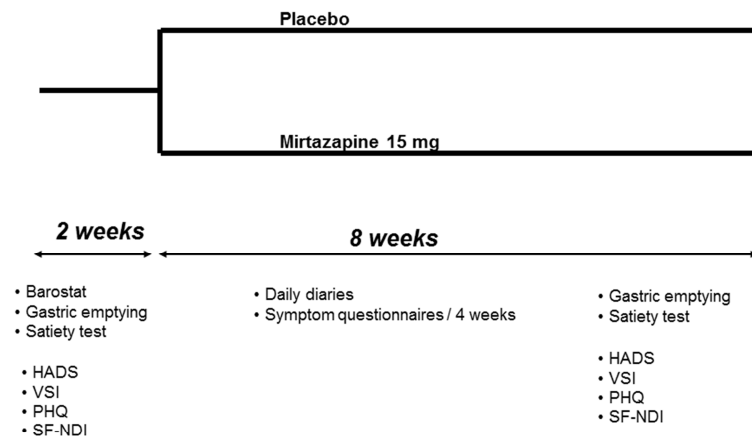 Placebo
Mirtazapine 15 mg
2 weeks
8 weeks
• Barostat
• Gastric emptying
• Satiety test
• HADS
• VSI
• PHQ
• SF-NDI
• Daily diaries
• Symptom questionnaires / 4 weeks
• Gastric emptying
• Satiety test
• HADS
• VSI
• PHQ
• SF-NDI